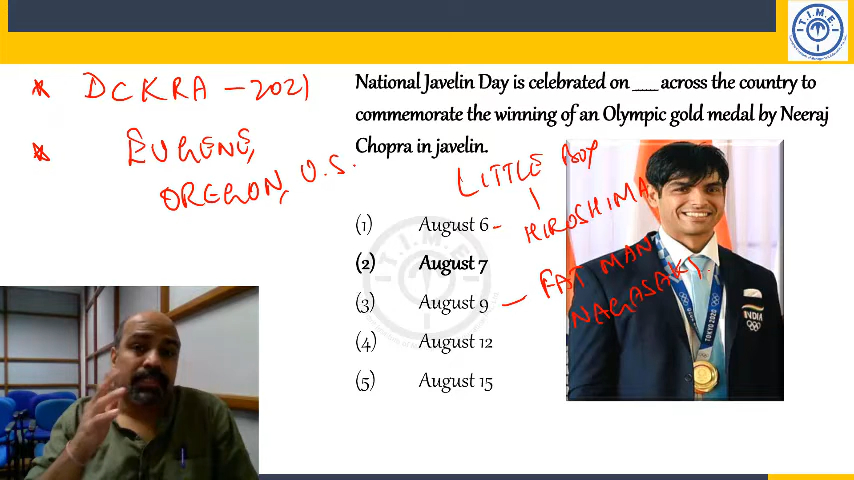 T.I.M.E.
* DCKRA - 2021
* EUGENE,
OREGON, U.S.
National Javelin Day is celebrated on ____ across the country to
commemorate the winning of an Olympic gold medal by Neeraj
Chopra in javelin.
LITTLE BOY
(1) August 6 - HIROSHIMA
(2) August 7
(3) August 9 - FAT MAN
NAGASAKI
(4) August 12
(5) August 15
INDIA
TOKYO 2020